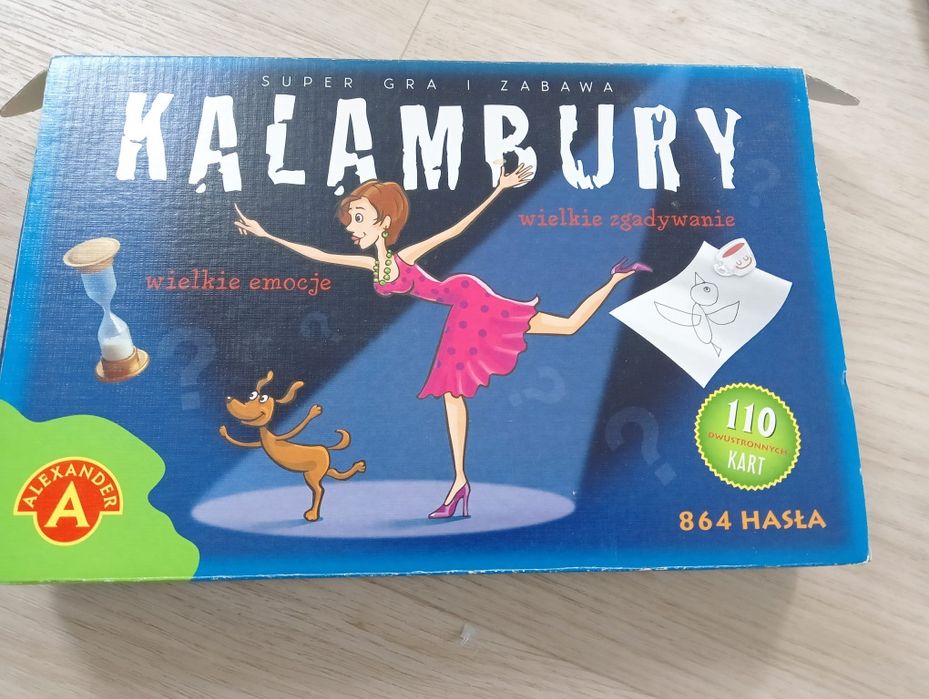 SUPER GRA I ZABAWA
KALAMBURY
wielkie zgadywanie
wielkie emocje
110
DWUSTRONNYCH
KART
ALEXANDER
A
864 HASŁA